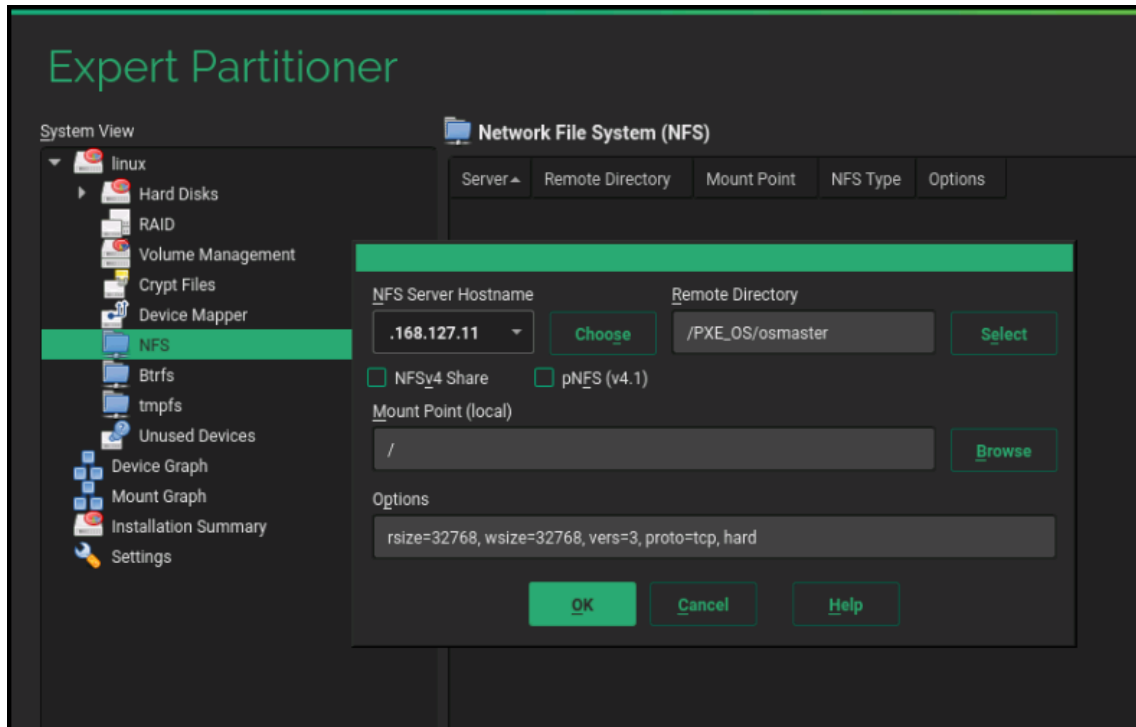 Expert Partitioner
System View
linux
Hard Disks
RAID
Volume Management
Crypt Files
Device Mapper
NFS
Btrfs
tmpfs
Unused Devices
Device Graph
Mount Graph
Installation Summary
Settings
Network File System (NFS)
Server Remote Directory Mount Point NFS Type Options
NFS Server Hostname Remote Directory
.168.127.11 Choose /PXE_OS/osmaster Select
NFSv4 Share pNFS (v4.1)
Mount Point (local)
/ Browse
Options
rsize=32768, wsize=32768, vers=3, proto=tcp, hard
OK Cancel Help